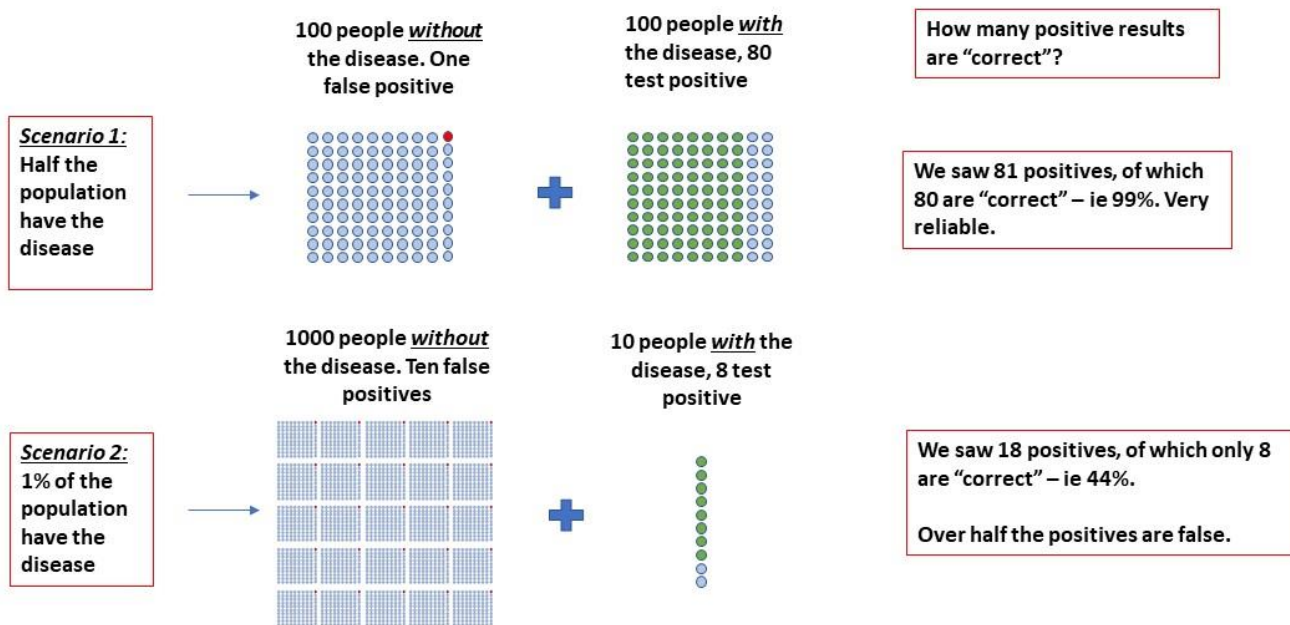 100 people without
the disease. One
false positive
100 people with
the disease, 80
test positive
How many positive results
are “correct”?
Scenario 1:
Half the
population
have the
disease
We saw 81 positives, of which
80 are “correct” – ie 99%. Very
reliable.
1000 people without
the disease. Ten false
positives
10 people with the
disease, 8 test
positive
Scenario 2:
1% of the
population
have the
disease
We saw 18 positives, of which only 8
are “correct” – ie 44%.
Over half the positives are false.